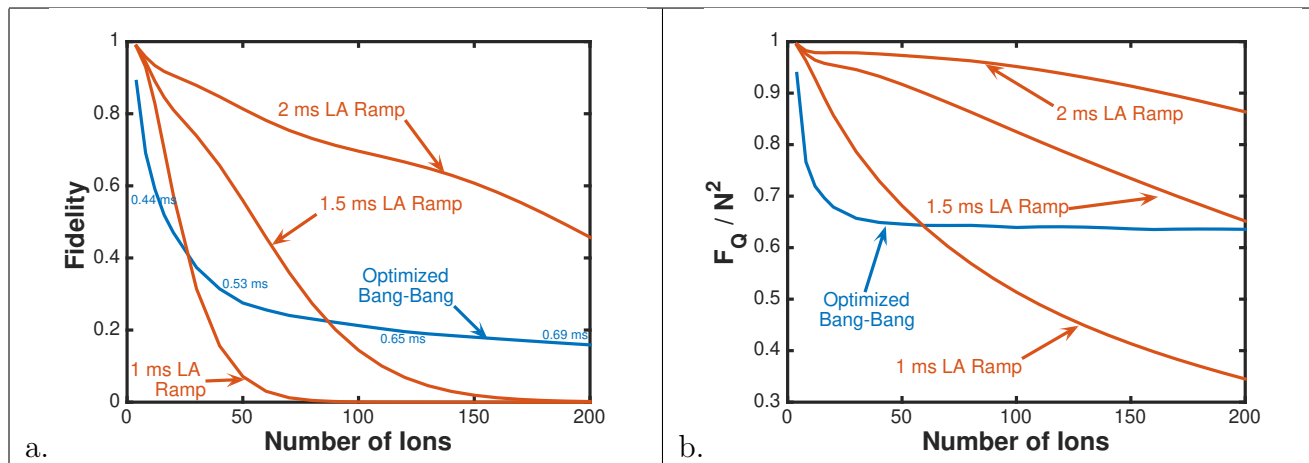 1
0.8
0.6
0.4
0.2
0
0
50
100
150
200
Fidelity
Number of Ions
2 ms LA Ramp
1.5 ms LA Ramp
0.44 ms
0.53 ms
Optimized
Bang-Bang
0.65 ms
0.69 ms
1 ms LA
Ramp
a.
1
0.9
0.8
0.7
0.6
0.5
0.4
0.3
0
50
100
150
200
F_Q / N²
Number of Ions
2 ms LA Ramp
1.5 ms LA Ramp
Optimized
Bang-Bang
1 ms LA Ramp
b.